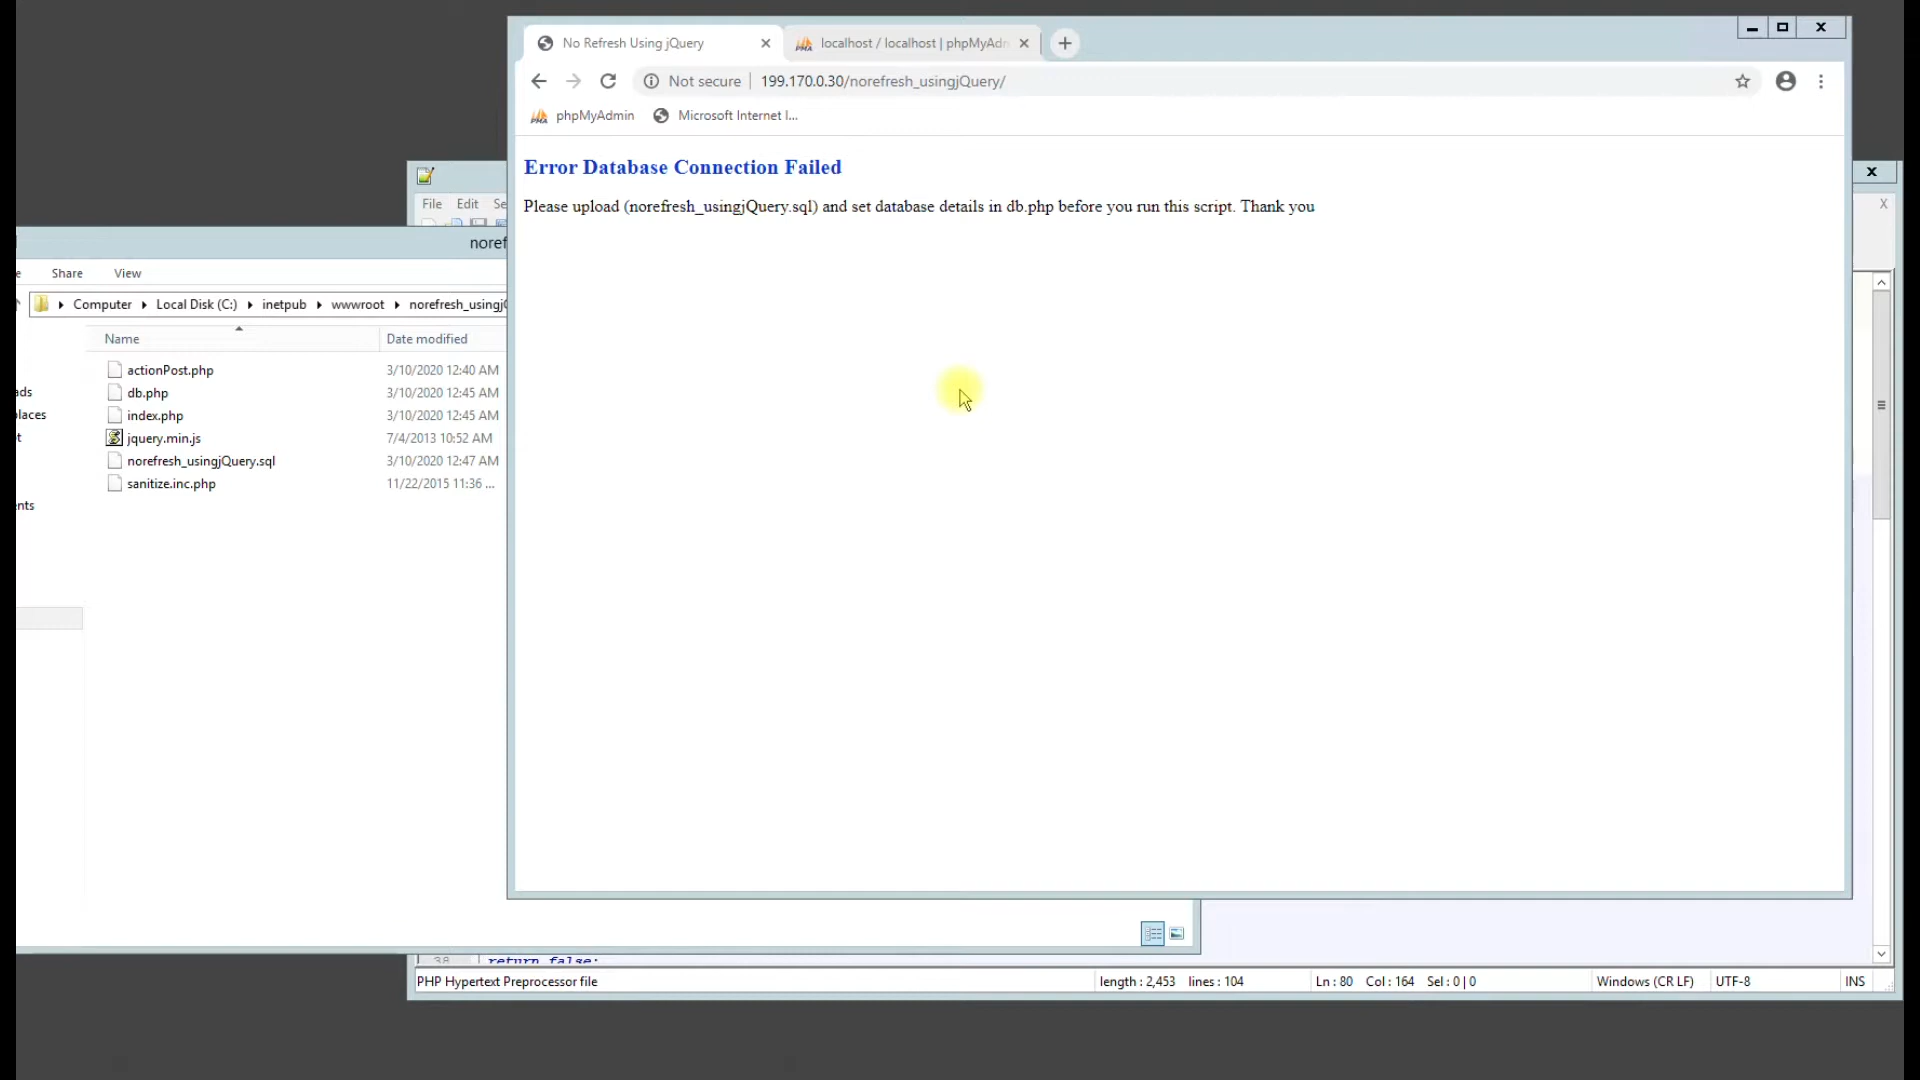 No Refresh Using jQuery
localhost / localhost | phpMyAdn
Not secure | 199.170.0.30/norefresh_usingjQuery/
phpMyAdmin
Microsoft Internet I...
Error Database Connection Failed
Please upload (norefresh_usingjQuery.sql) and set database details in db.php before you run this script. Thank you
File Edit Se
noref
e Share View
Computer Local Disk (C:) inetpub wwwroot norefresh_usingj
Name Date modified
actionPost.php 3/10/2020 12:40 AM
ads db.php 3/10/2020 12:45 AM
laces index.php 3/10/2020 12:45 AM
t jquery.min.js 7/4/2013 10:52 AM
norefresh_usingjQuery.sql 3/10/2020 12:47 AM
sanitize.inc.php 11/22/2015 11:36 ...
ents
38 return false;
PHP Hypertext Preprocessor file length : 2,453 lines : 104 Ln : 80 Col : 164 Sel : 0 | 0 Windows (CR LF) UTF-8 INS